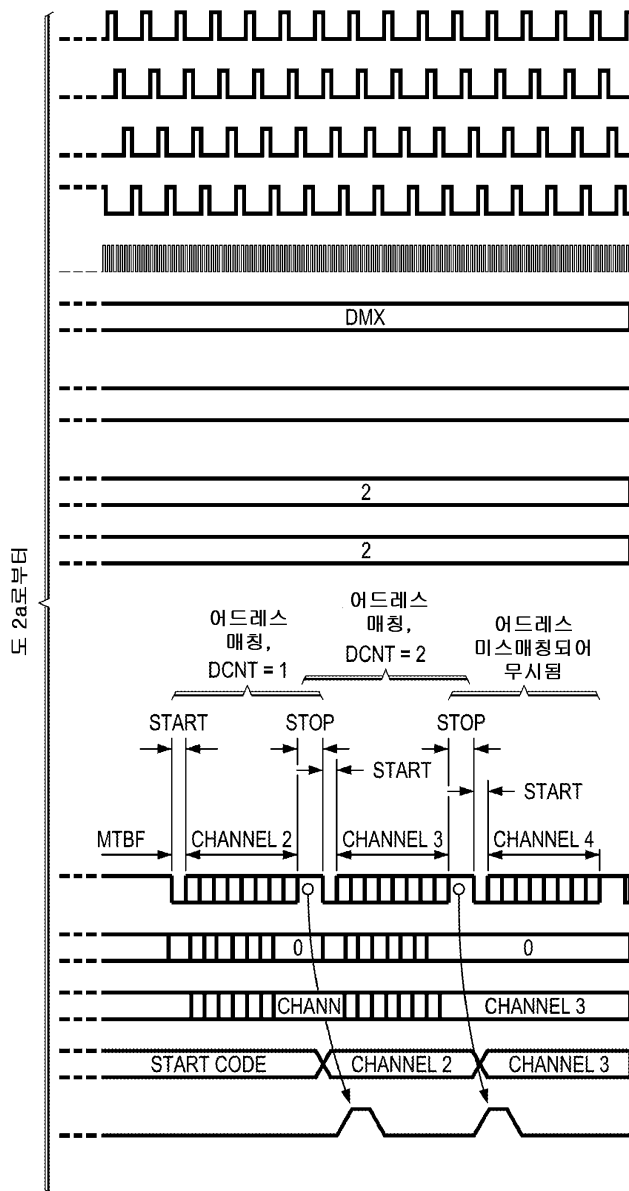 도 2a로부터
DMX
2
2
어드레스
매칭,
DCNT = 1
어드레스
매칭,
DCNT = 2
어드레스
미스매칭되어
무시됨
START
STOP
STOP
START
START
MTBF
CHANNEL 2
CHANNEL 3
CHANNEL 4
0
0
CHANN
CHANNEL 3
START CODE
CHANNEL 2
CHANNEL 3